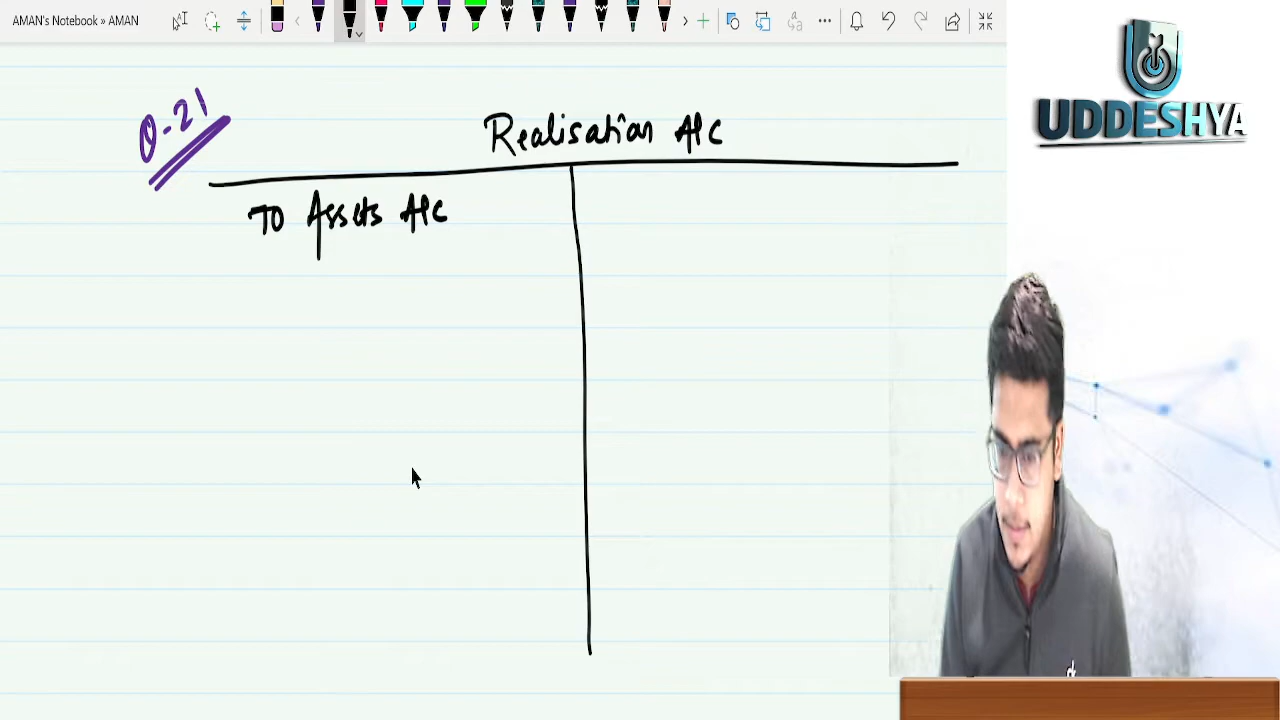 AMAN's Notebook » AMAN
UDDESHYA
Q-21
Realisation A/c
To Assets A/c